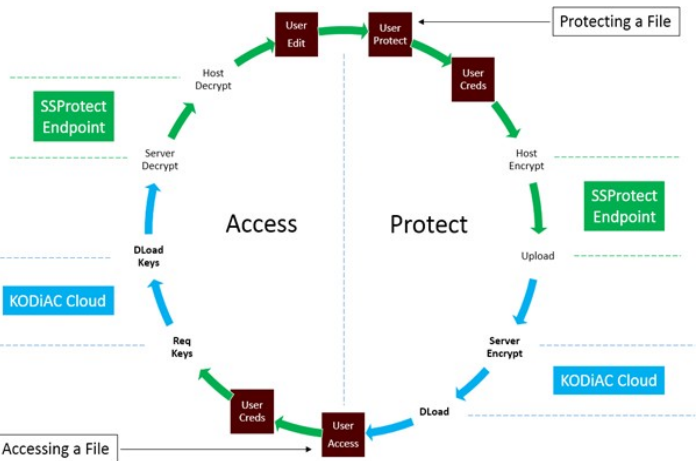 User
Edit
User
Protect
Protecting a File
User
Creds
Host
Decrypt
SSProtect
Endpoint
Server
Decrypt
Host
Encrypt
SSProtect
Endpoint
Access
Protect
DLoad
Keys
Upload
KODiAC Cloud
Req
Keys
Server
Encrypt
KODiAC Cloud
User
Creds
DLoad
User
Access
Accessing a File